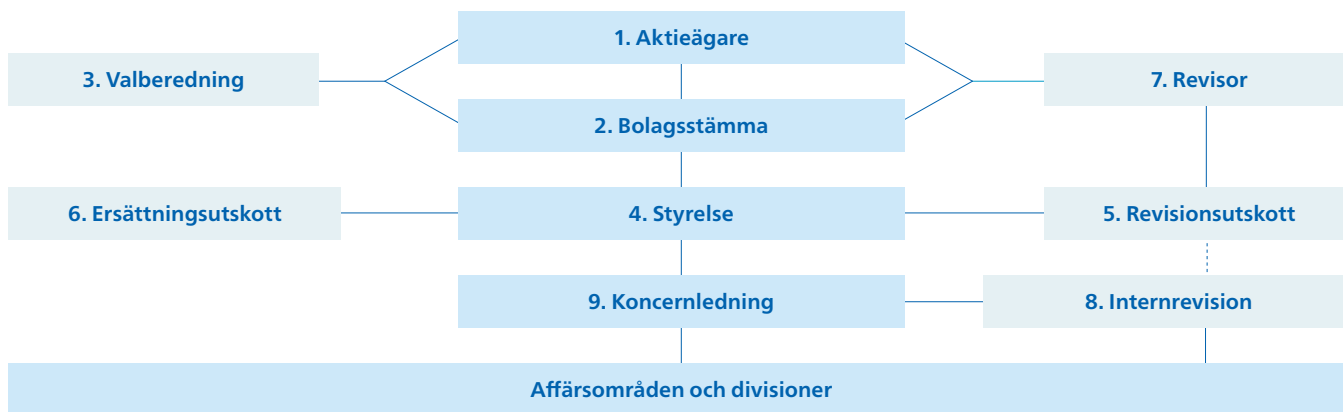 1. Aktieägare
3. Valberedning
7. Revisor
2. Bolagsstämma
6. Ersättningsutskott
4. Styrelse
5. Revisionsutskott
9. Koncernledning
8. Internrevision
Affärsområden och divisioner